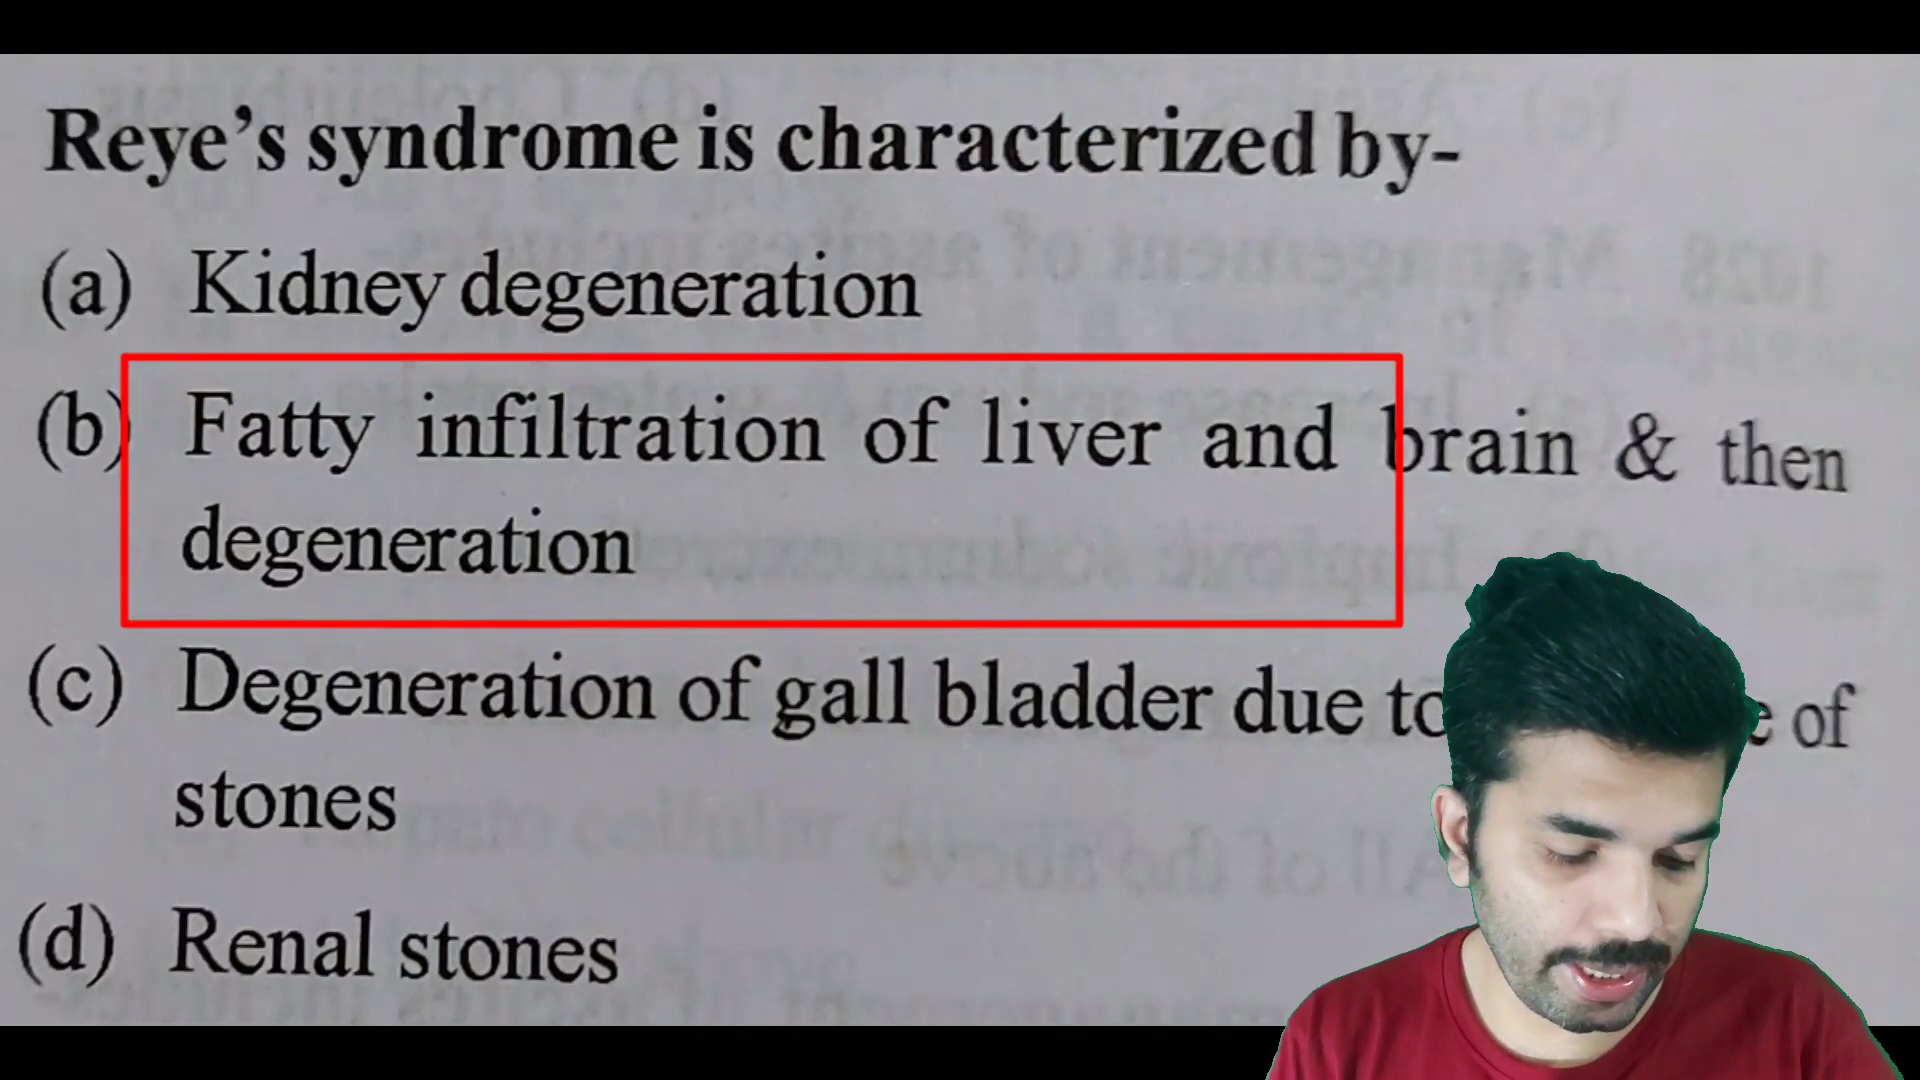 Reye's syndrome is characterized by-
(a) Kidney degeneration
(b) Fatty infiltration of liver and brain & then
degeneration
(c) Degeneration of gall bladder due to of
stones
(d) Renal stones